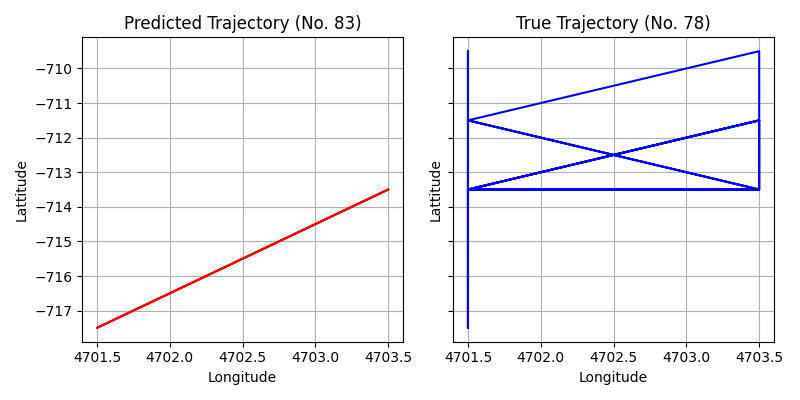 Predicted Trajectory (No. 83)
−710
−711
−712
−713
−714
−715
−716
−717
Lattitude
4701.5 4702.0 4702.5 4703.0 4703.5
Longitude
True Trajectory (No. 78)
Lattitude
4701.5 4702.0 4702.5 4703.0 4703.5
Longitude